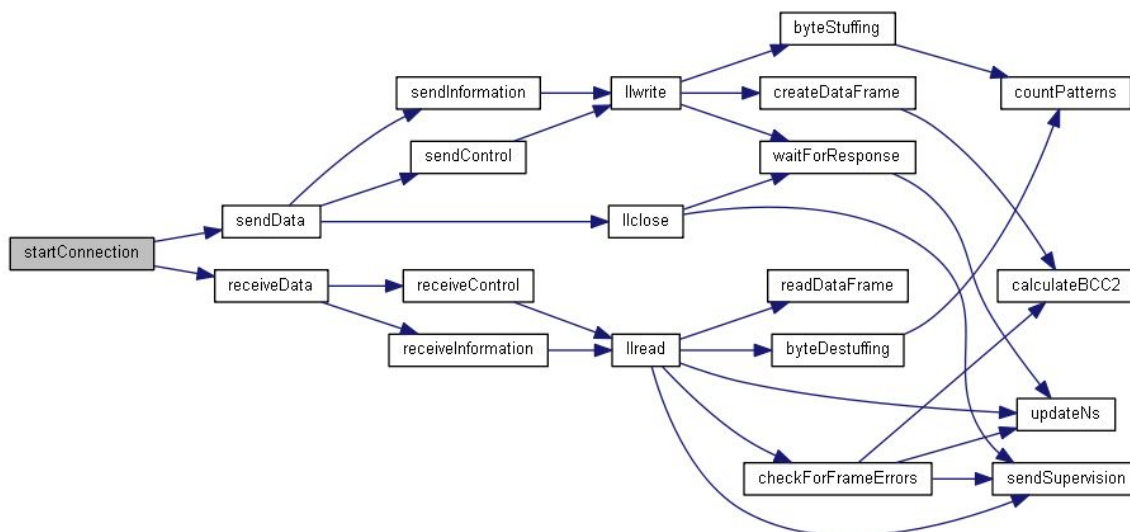 byteStuffing
sendInformation
llwrite
createDataFrame
countPatterns
sendControl
waitForResponse
sendData
llclose
startConnection
receiveData
receiveControl
readDataFrame
calculateBCC2
receiveInformation
llread
byteDestuffing
updateNs
checkForFrameErrors
sendSupervision